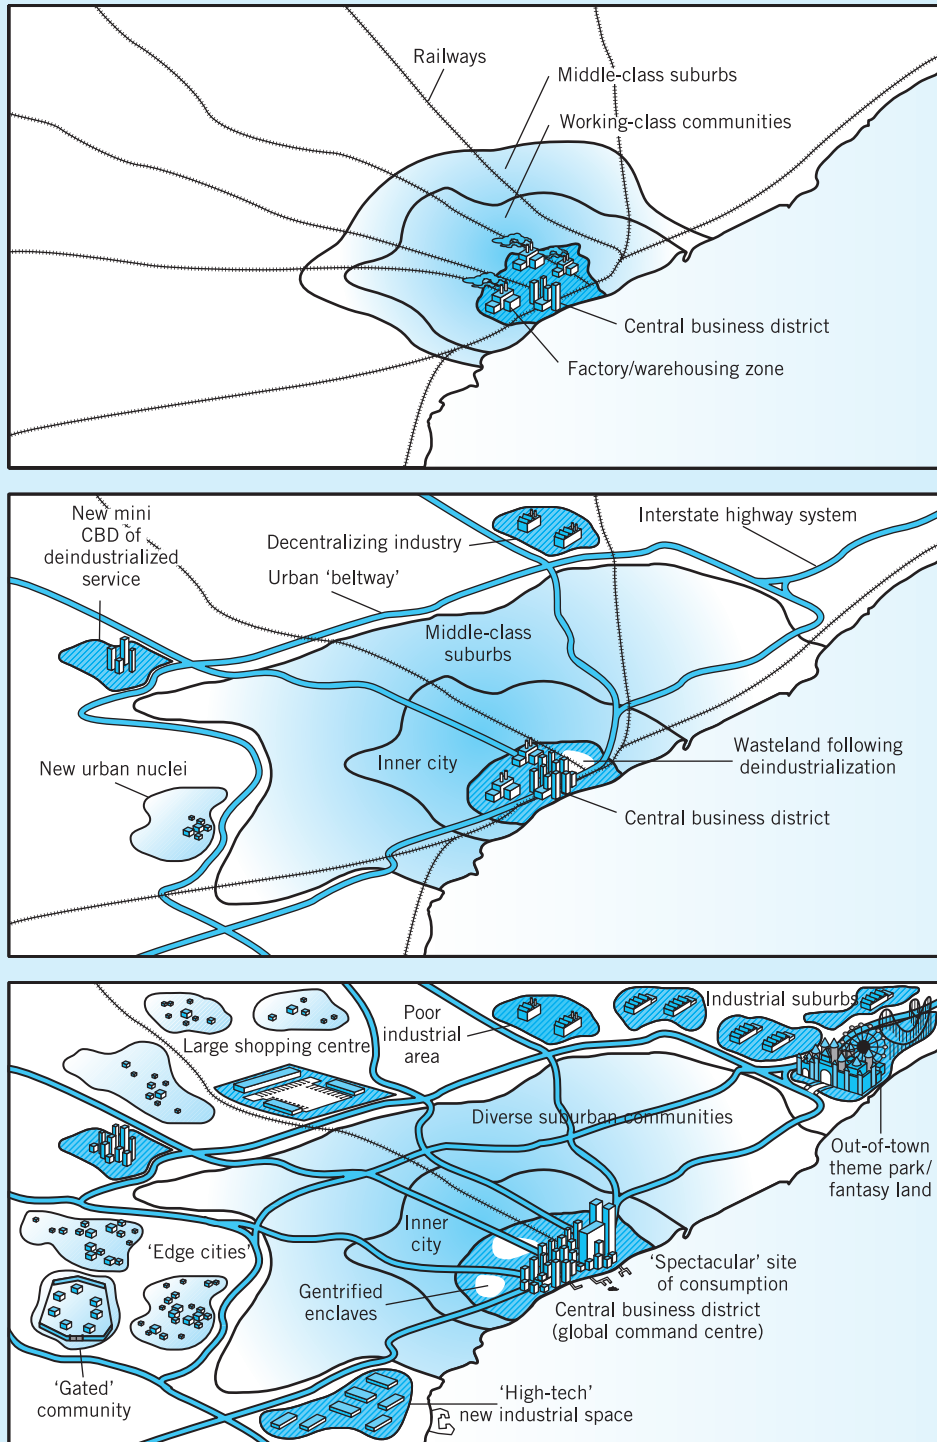 Railways
Middle-class suburbs
Working-class communities
Central business district
Factory/warehousing zone
New mini
CBD of
deindustrialized
service
Decentralizing industry
Interstate highway system
Urban ‘beltway’
Middle-class
suburbs
New urban nuclei
Inner city
Wasteland following
deindustrialization
Central business district
Large shopping centre
Poor
industrial
area
Industrial suburbs
Diverse suburban communities
Out-of-town
theme park/
fantasy land
Inner
city
‘Edge cities’
Gentrified
enclaves
‘Spectacular’ site
of consumption
Central business district
(global command centre)
‘Gated’
community
‘High-tech’
new industrial space